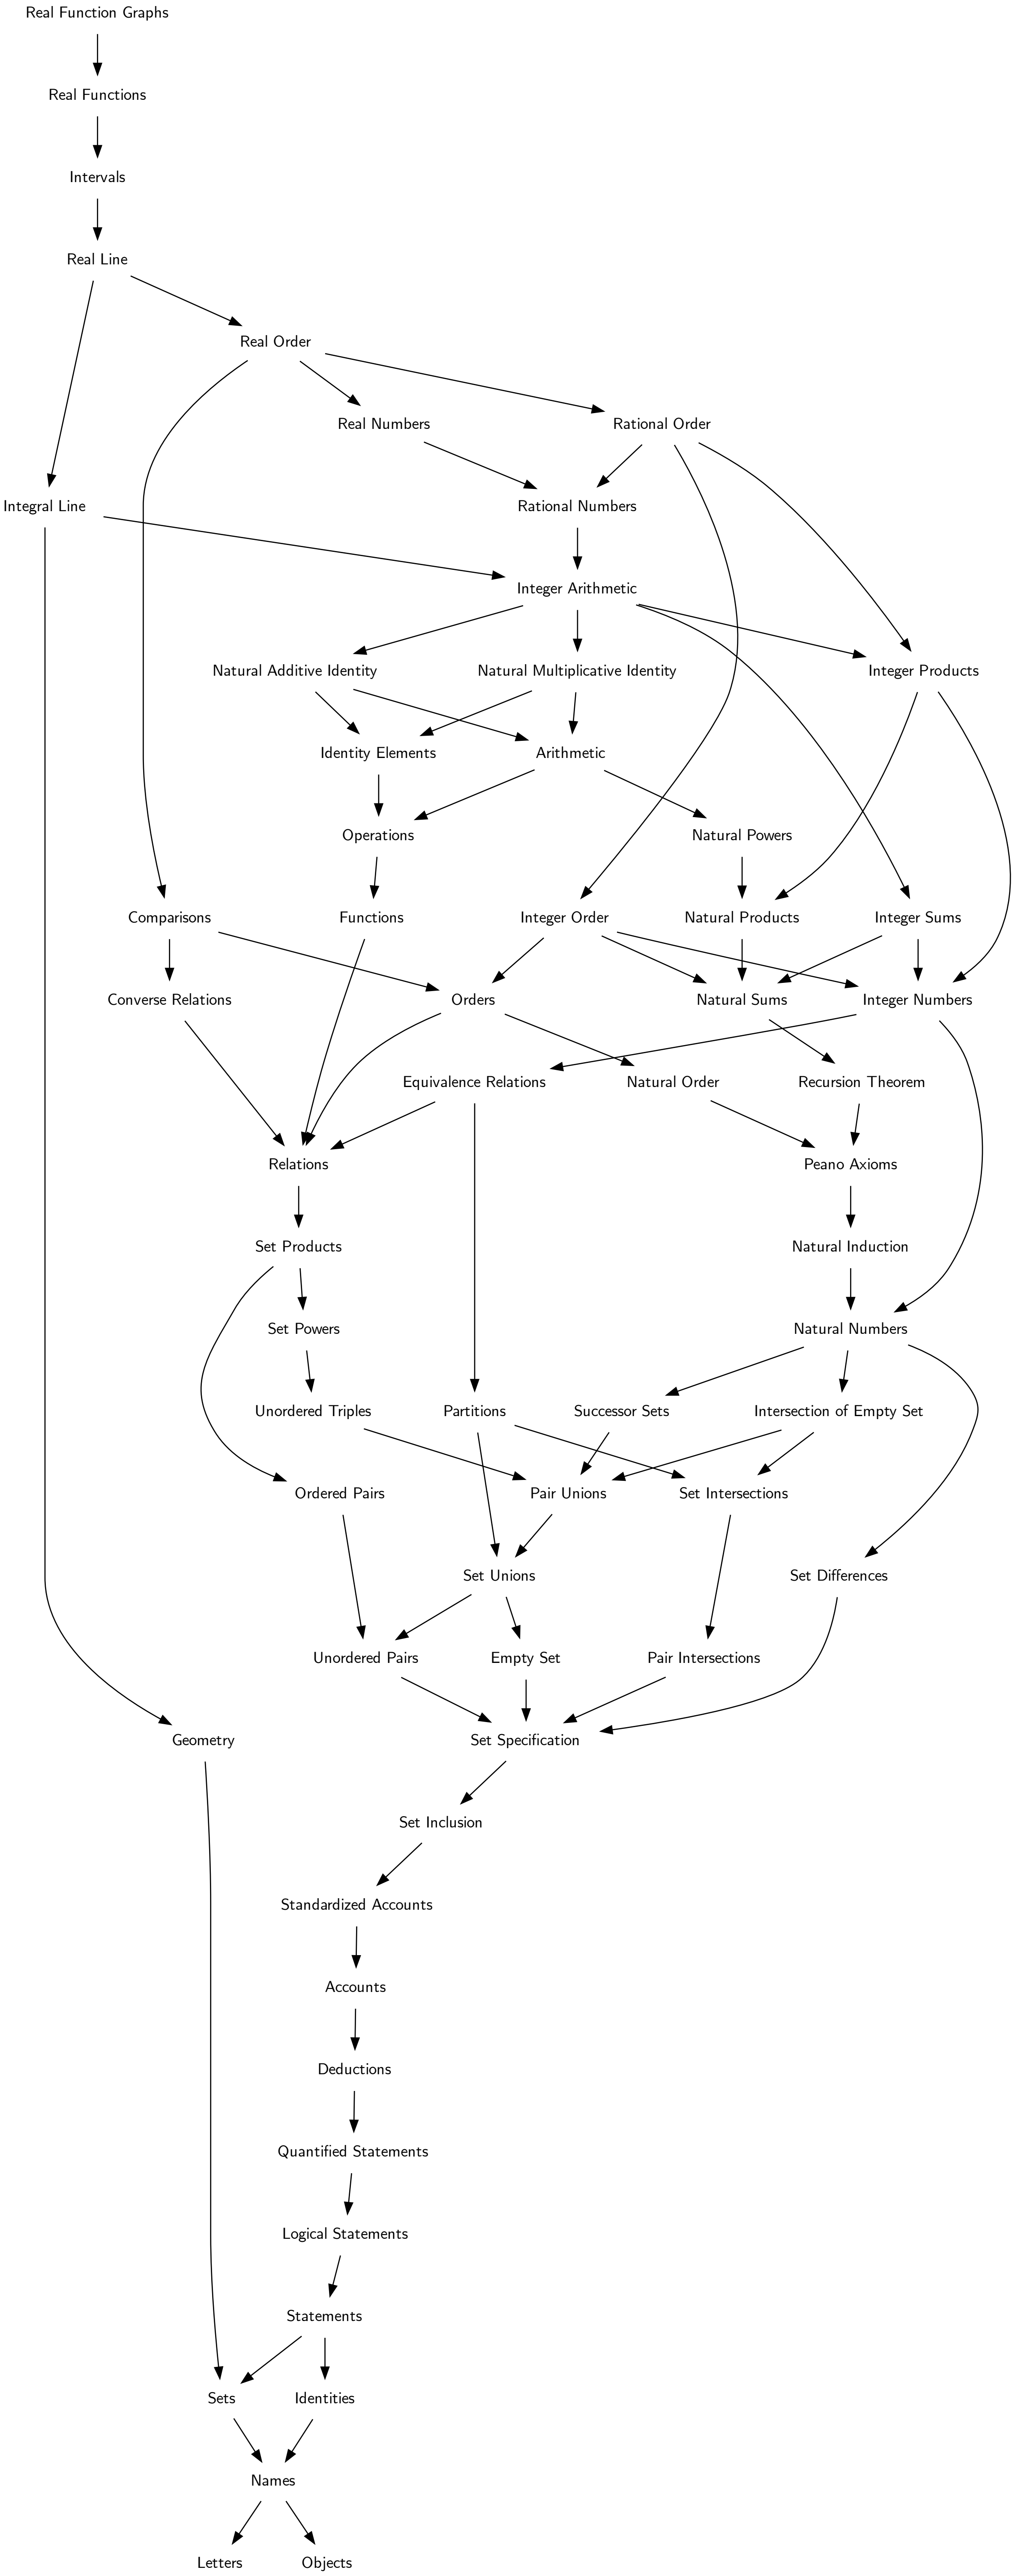 Real Function Graphs
Real Functions
Intervals
Real Line
Real Order
Real Numbers
Rational Order
Integral Line
Rational Numbers
Integer Arithmetic
Natural Additive Identity
Natural Multiplicative Identity
Integer Products
Identity Elements
Arithmetic
Operations
Natural Powers
Comparisons
Functions
Integer Order
Natural Products
Integer Sums
Converse Relations
Orders
Natural Sums
Integer Numbers
Equivalence Relations
Natural Order
Recursion Theorem
Relations
Peano Axioms
Set Products
Natural Induction
Set Powers
Natural Numbers
Unordered Triples
Partitions
Successor Sets
Intersection of Empty Set
Ordered Pairs
Pair Unions
Set Intersections
Set Unions
Set Differences
Unordered Pairs
Empty Set
Pair Intersections
Geometry
Set Specification
Set Inclusion
Standardized Accounts
Accounts
Deductions
Quantified Statements
Logical Statements
Statements
Sets
Identities
Names
Letters
Objects